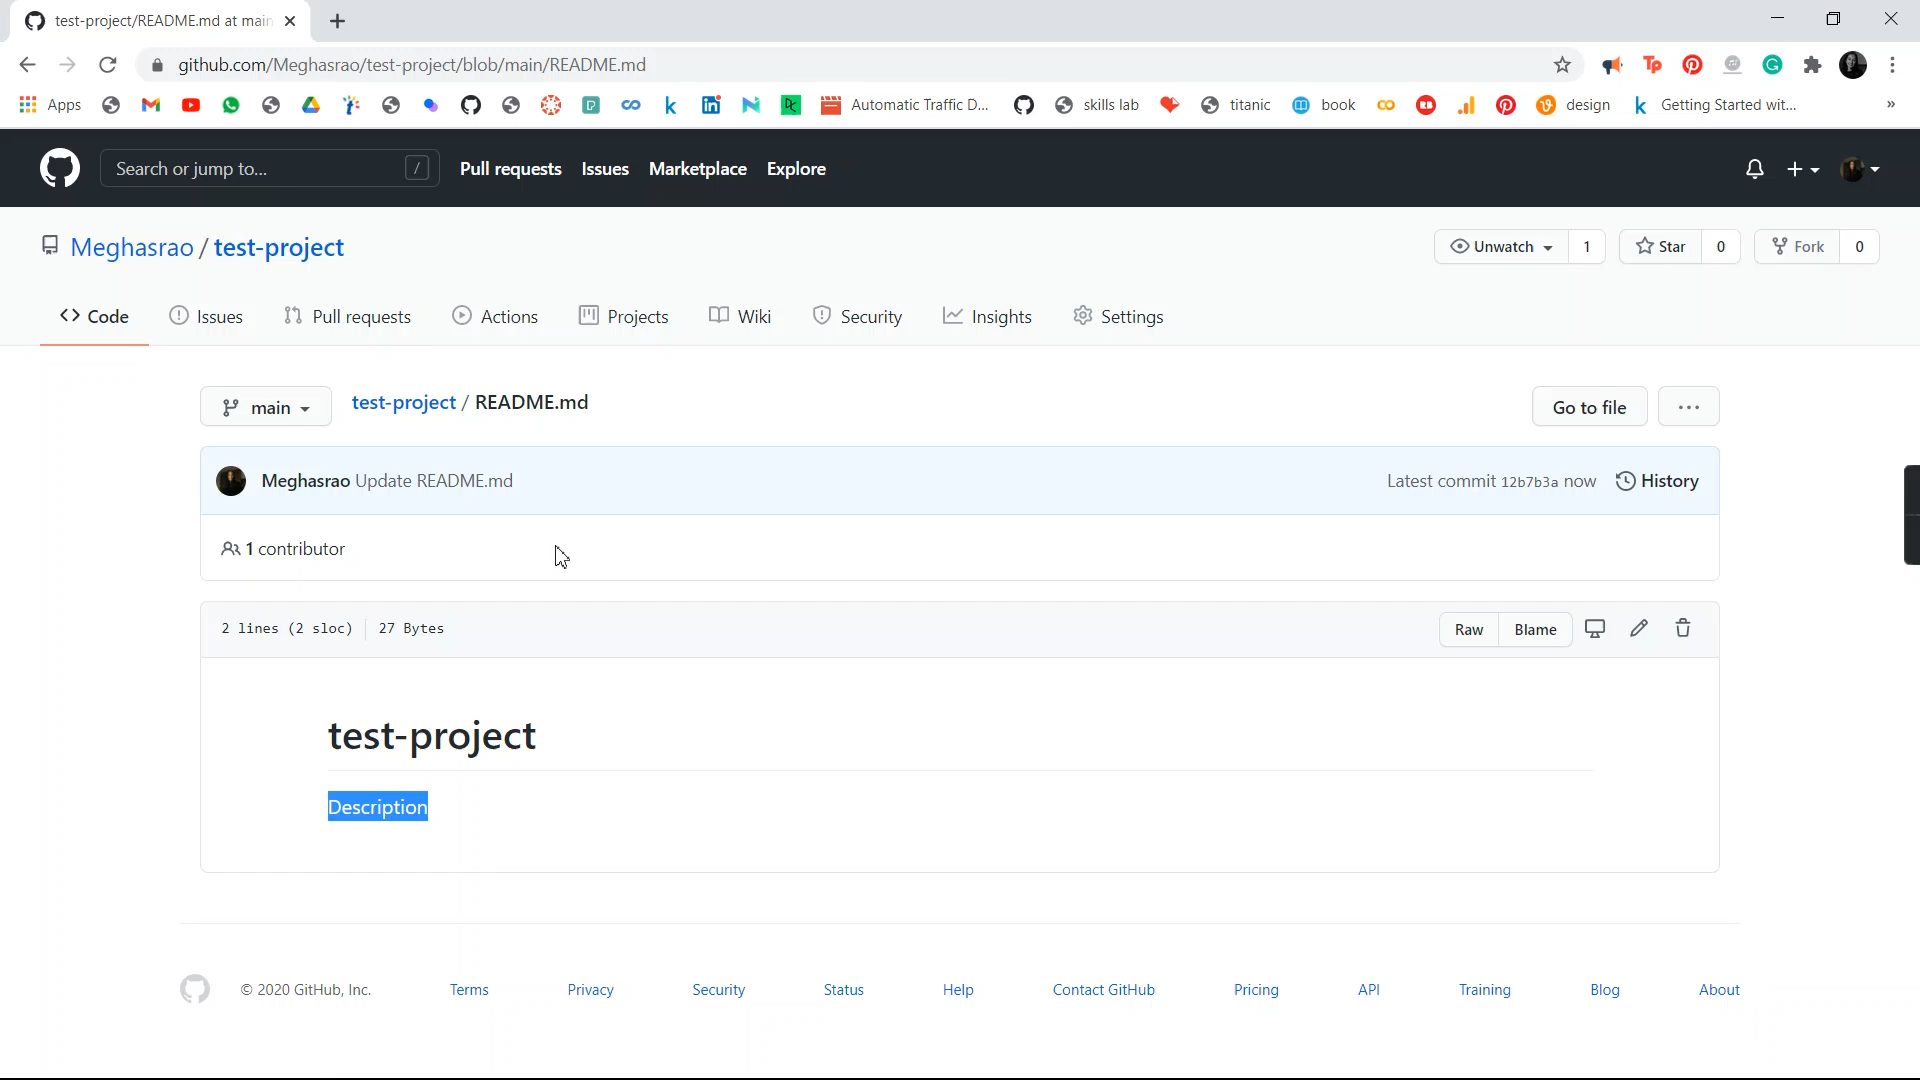 test-project/README.md at main
github.com/Meghasrao/test-project/blob/main/README.md
Apps Automatic Traffic D... skills lab titanic book design Getting Started wit... »
Search or jump to... / Pull requests Issues Marketplace Explore
Meghasrao / test-project Unwatch 1 Star 0 Fork 0
Code Issues Pull requests Actions Projects Wiki Security Insights Settings
main test-project / README.md Go to file ...
Meghasrao Update README.md Latest commit 12b7b3a now History
1 contributor
2 lines (2 sloc) 27 Bytes Raw Blame
test-project
Description
© 2020 GitHub, Inc. Terms Privacy Security Status Help Contact GitHub Pricing API Training Blog About